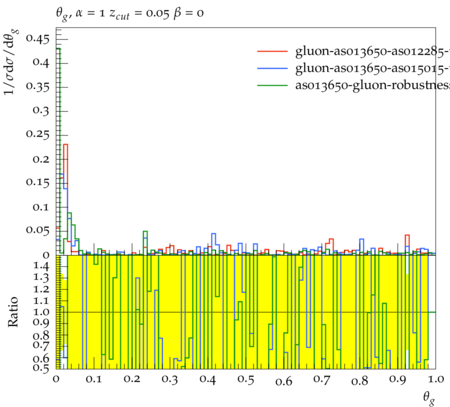 θg, α = 1 zcut = 0.05 β = 0
1/σdσ/dθg
0.45
0.4
0.35
0.3
0.25
0.2
0.15
0.1
0.05
0
gluon-as013650-as012285-
gluon-as013650-as015015-
as013650-gluon-robustness
Ratio
1.4
1.3
1.2
1.1
1.0
0.9
0.8
0.7
0.6
0.5
0 0.1 0.2 0.3 0.4 0.5 0.6 0.7 0.8 0.9 1.0
θg